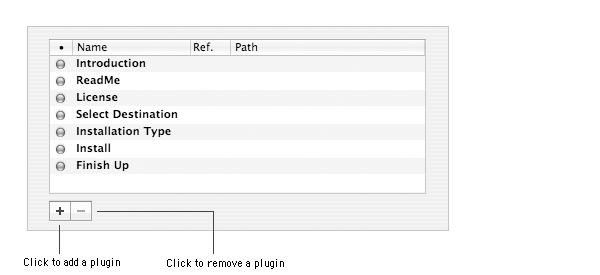 • Name Ref. Path
Introduction
ReadMe
License
Select Destination
Installation Type
Install
Finish Up
+ −
Click to add a plugin Click to remove a plugin